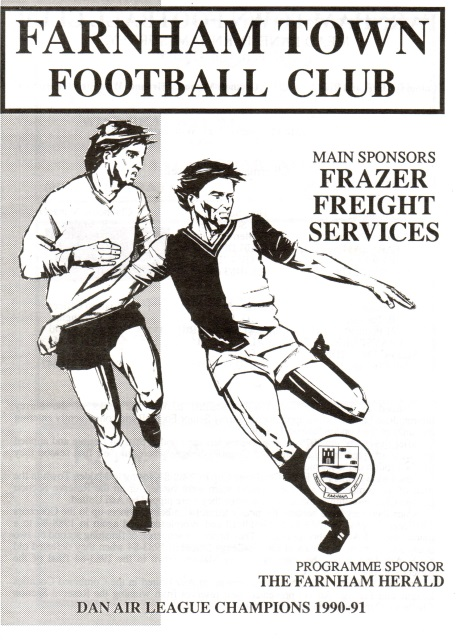 FARNHAM TOWN
FOOTBALL CLUB
MAIN SPONSORS
FRAZER
FREIGHT
SERVICES
FARNHAM
PROGRAMME SPONSOR
THE FARNHAM HERALD
DAN AIR LEAGUE CHAMPIONS 1990-91